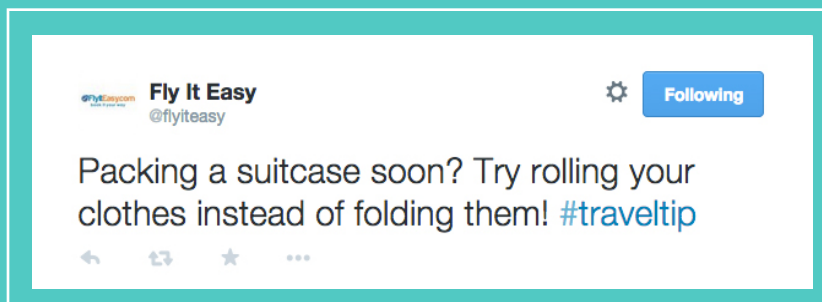 Fly It Easy
@flyiteasy
Following
Packing a suitcase soon? Try rolling your
clothes instead of folding them! #traveltip